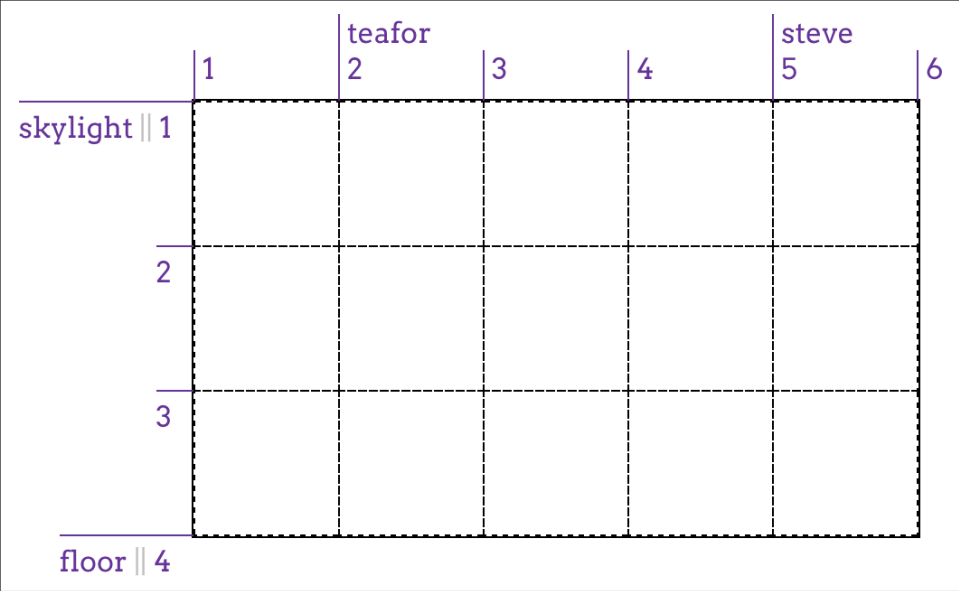 teafor steve
1 2 3 4 5 6
skylight || 1
2
3
floor || 4